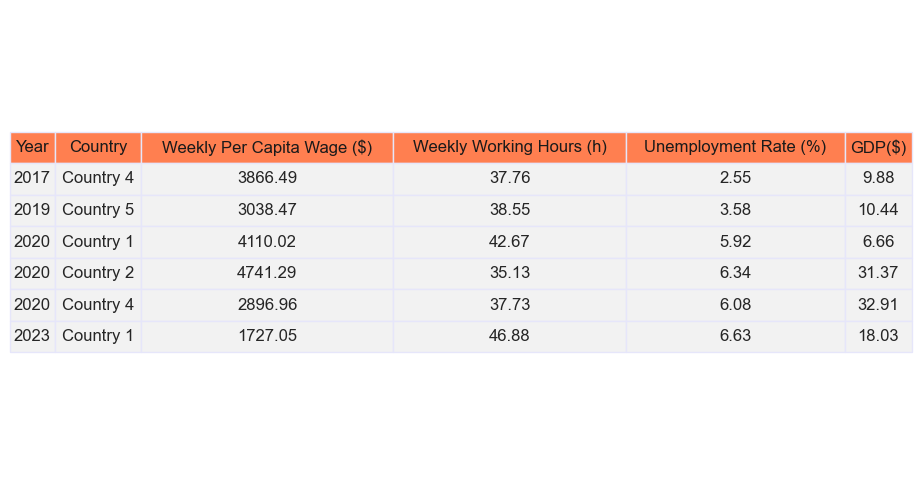 Year Country Weekly Per Capita Wage ($) Weekly Working Hours (h) Unemployment Rate (%) GDP($)
2017 Country 4 3866.49 37.76 2.55 9.88
2019 Country 5 3038.47 38.55 3.58 10.44
2020 Country 1 4110.02 42.67 5.92 6.66
2020 Country 2 4741.29 35.13 6.34 31.37
2020 Country 4 2896.96 37.73 6.08 32.91
2023 Country 1 1727.05 46.88 6.63 18.03